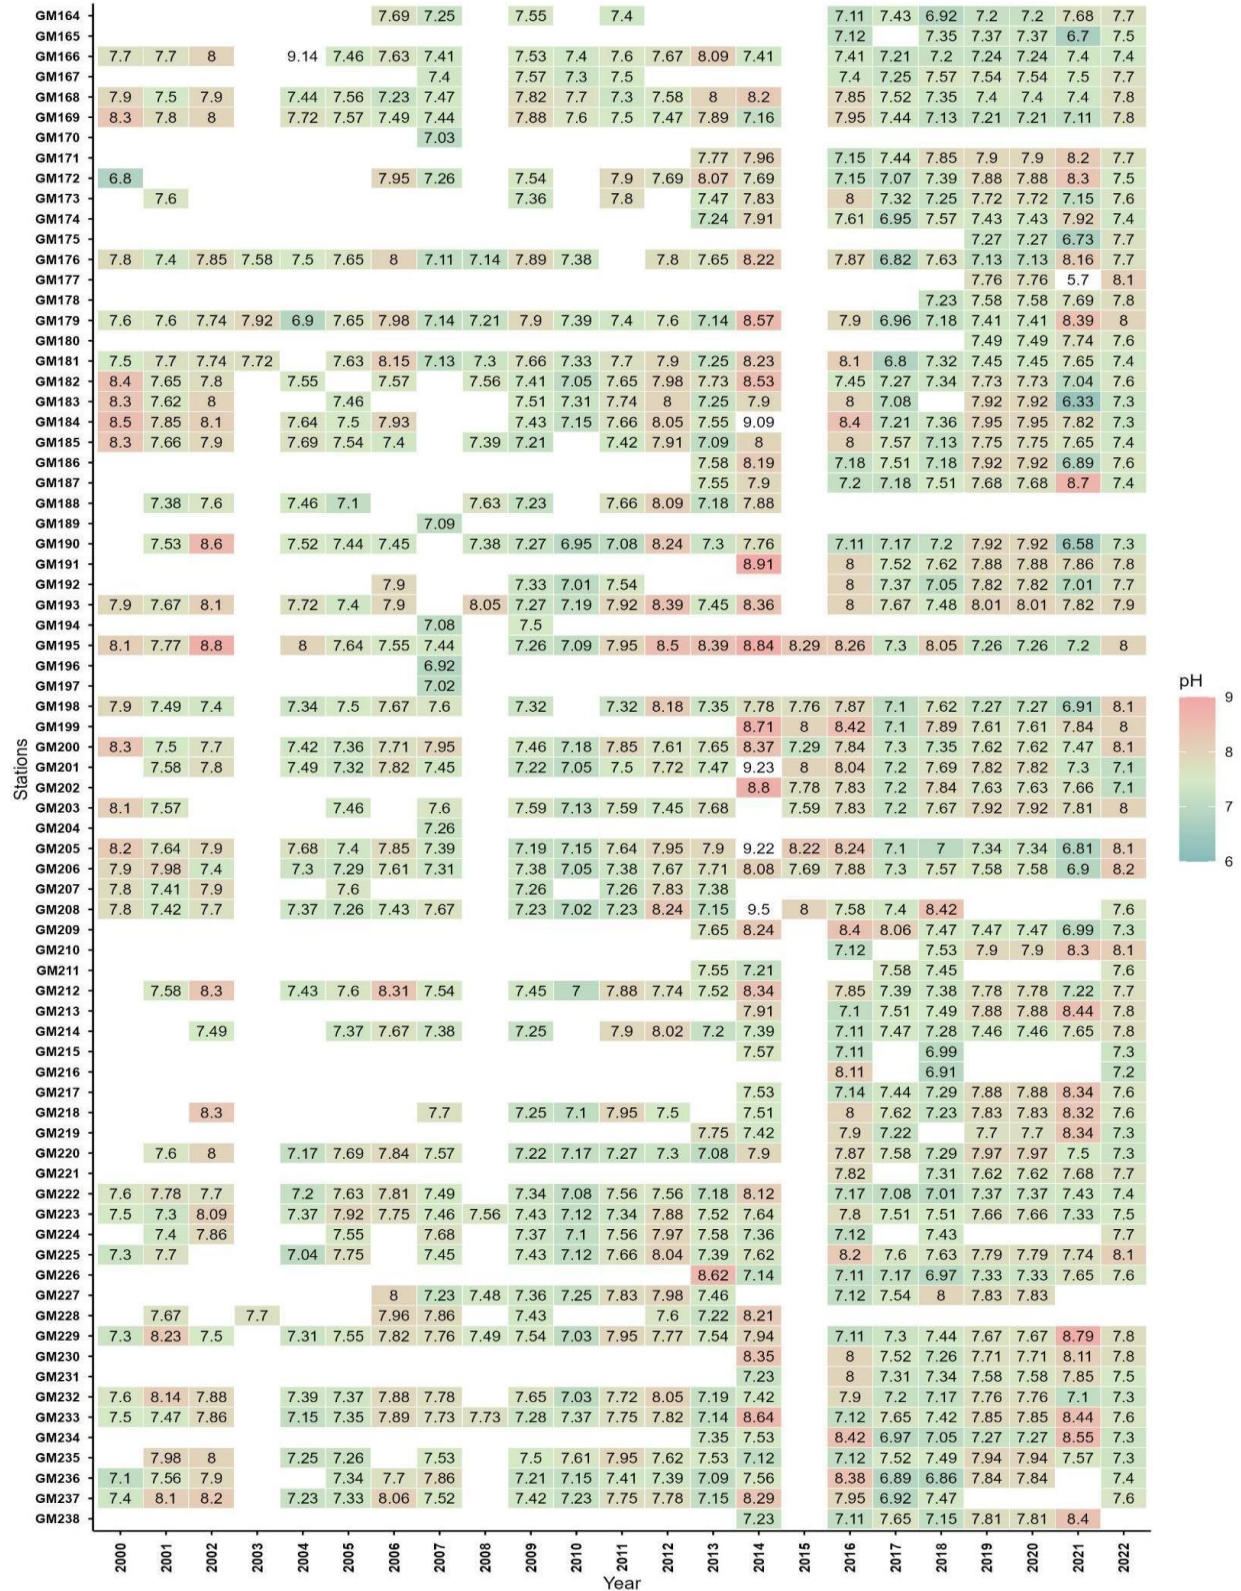 GM164 7.69 7.25 7.55 7.4 7.11 7.43 6.92 7.2 7.2 7.68 7.7
GM165 7.12 7.35 7.37 7.37 6.7 7.5
GM166 7.7 7.7 8 9.14 7.46 7.63 7.41 7.53 7.4 7.6 7.67 8.09 7.41 7.41 7.21 7.2 7.24 7.24 7.4 7.4
GM167 7.4 7.57 7.3 7.5 7.4 7.25 7.57 7.54 7.54 7.5 7.7
GM168 7.9 7.5 7.9 7.44 7.56 7.23 7.47 7.82 7.7 7.3 7.58 8 8.2 7.85 7.52 7.35 7.4 7.4 7.4 7.8
GM169 8.3 7.8 8 7.72 7.57 7.49 7.44 7.88 7.6 7.5 7.47 7.89 7.16 7.95 7.44 7.13 7.21 7.21 7.11 7.8
GM170 7.03
GM171 7.77 7.96 7.15 7.44 7.85 7.9 7.9 8.2 7.7
GM172 6.8 7.95 7.26 7.54 7.9 7.69 8.07 7.69 7.15 7.07 7.39 7.88 7.88 8.3 7.5
GM173 7.6 7.36 7.8 7.47 7.83 8 7.32 7.25 7.72 7.72 7.15 7.6
GM174 7.24 7.91 7.61 6.95 7.57 7.43 7.43 7.92 7.4
GM175 7.27 7.27 6.73 7.7
GM176 7.8 7.4 7.85 7.58 7.5 7.65 8 7.11 7.14 7.89 7.38 7.8 7.65 8.22 7.87 6.82 7.63 7.13 7.13 8.16 7.7
GM177 7.76 7.76 5.7 8.1
GM178 7.23 7.58 7.58 7.69 7.8
GM179 7.6 7.6 7.74 7.92 6.9 7.65 7.98 7.14 7.21 7.9 7.39 7.4 7.6 7.14 8.57 7.9 6.96 7.18 7.41 7.41 8.39 8
GM180 7.49 7.49 7.74 7.6
GM181 7.5 7.7 7.74 7.72 7.63 8.15 7.13 7.3 7.66 7.33 7.7 7.9 7.25 8.23 8.1 6.8 7.32 7.45 7.45 7.65 7.4
GM182 8.4 7.65 7.8 7.55 7.57 7.56 7.41 7.05 7.65 7.98 7.73 8.53 7.45 7.27 7.34 7.73 7.73 7.04 7.6
GM183 8.3 7.62 8 7.46 7.51 7.31 7.74 8 7.25 7.9 8 7.08 7.92 7.92 6.33 7.3
GM184 8.5 7.85 8.1 7.64 7.5 7.93 7.43 7.15 7.66 8.05 7.55 9.09 8.4 7.21 7.36 7.95 7.95 7.82 7.3
GM185 8.3 7.66 7.9 7.69 7.54 7.4 7.39 7.21 7.42 7.91 7.09 8 8 7.57 7.13 7.75 7.75 7.65 7.4
GM186 7.58 8.19 7.18 7.51 7.18 7.92 7.92 6.89 7.6
GM187 7.55 7.9 7.2 7.18 7.51 7.68 7.68 8.7 7.4
GM188 7.38 7.6 7.46 7.1 7.63 7.23 7.66 8.09 7.18 7.88
GM189 7.09
GM190 7.53 8.6 7.52 7.44 7.45 7.38 7.27 6.95 7.08 8.24 7.3 7.76 7.11 7.17 7.2 7.92 7.92 6.58 7.3
GM191 8.91 8 7.52 7.62 7.88 7.88 7.86 7.8
GM192 7.9 7.33 7.01 7.54 8 7.37 7.05 7.82 7.82 7.01 7.7
GM193 7.9 7.67 8.1 7.72 7.4 7.9 8.05 7.27 7.19 7.92 8.39 7.45 8.36 8 7.67 7.48 8.01 8.01 7.82 7.9
GM194 7.08 7.5
GM195 8.1 7.77 8.8 8 7.64 7.55 7.44 7.26 7.09 7.95 8.5 8.39 8.84 8.29 8.26 7.3 8.05 7.26 7.26 7.2 8
GM196 6.92
GM197 7.02
GM198 7.9 7.49 7.4 7.34 7.5 7.67 7.6 7.32 7.32 8.18 7.35 7.78 7.76 7.87 7.1 7.62 7.27 7.27 6.91 8.1
GM199 8.71 8 8.42 7.1 7.89 7.61 7.61 7.84 8
GM200 8.3 7.5 7.7 7.42 7.36 7.71 7.95 7.46 7.18 7.85 7.61 7.65 8.37 7.29 7.84 7.3 7.35 7.62 7.62 7.47 8.1
GM201 7.58 7.8 7.49 7.32 7.82 7.45 7.22 7.05 7.5 7.72 7.47 9.23 8 8.04 7.2 7.69 7.82 7.82 7.3 7.1
GM202 8.8 7.78 7.83 7.2 7.84 7.63 7.63 7.66 7.1
GM203 8.1 7.57 7.46 7.6 7.59 7.13 7.59 7.45 7.68 7.59 7.83 7.2 7.67 7.92 7.92 7.81 8
GM204 7.26
GM205 8.2 7.64 7.9 7.68 7.4 7.85 7.39 7.19 7.15 7.64 7.95 7.9 9.22 8.22 8.24 7.1 7 7.34 7.34 6.81 8.1
GM206 7.9 7.98 7.4 7.3 7.29 7.61 7.31 7.38 7.05 7.38 7.67 7.71 8.08 7.69 7.88 7.3 7.57 7.58 7.58 6.9 8.2
GM207 7.8 7.41 7.9 7.6 7.26 7.26 7.83 7.38
GM208 7.8 7.42 7.7 7.37 7.26 7.43 7.67 7.23 7.02 7.23 8.24 7.15 9.5 8 7.58 7.4 8.42 7.6
GM209 7.65 8.24 8.4 8.06 7.47 7.47 7.47 6.99 7.3
GM210 7.12 7.53 7.9 7.9 8.3 8.1
GM211 7.55 7.21 7.58 7.45 7.6
GM212 7.58 8.3 7.43 7.6 8.31 7.54 7.45 7 7.88 7.74 7.52 8.34 7.85 7.39 7.38 7.78 7.78 7.22 7.7
GM213 7.91 7.1 7.51 7.49 7.88 7.88 8.44 7.8
GM214 7.49 7.37 7.67 7.38 7.25 7.9 8.02 7.2 7.39 7.11 7.47 7.28 7.46 7.46 7.65 7.8
GM215 7.57 7.11 6.99 7.3
GM216 8.11 6.91 7.2
GM217 7.53 7.14 7.44 7.29 7.88 7.88 8.34 7.6
GM218 8.3 7.7 7.25 7.1 7.95 7.5 7.51 8 7.62 7.23 7.83 7.83 8.32 7.6
GM219 7.75 7.42 7.9 7.22 7.7 7.7 8.34 7.3
GM220 7.6 8 7.17 7.69 7.84 7.57 7.22 7.17 7.27 7.3 7.08 7.9 7.87 7.58 7.29 7.97 7.97 7.5 7.3
GM221 7.82 7.31 7.62 7.62 7.68 7.7
GM222 7.6 7.78 7.7 7.2 7.63 7.81 7.49 7.34 7.08 7.56 7.56 7.18 8.12 7.17 7.08 7.01 7.37 7.37 7.43 7.4
GM223 7.5 7.3 8.09 7.37 7.92 7.75 7.46 7.56 7.43 7.12 7.34 7.88 7.52 7.64 7.8 7.51 7.51 7.66 7.66 7.33 7.5
GM224 7.4 7.86 7.55 7.68 7.37 7.1 7.56 7.97 7.58 7.36 7.12 7.43 7.7
GM225 7.3 7.7 7.04 7.75 7.45 7.43 7.12 7.66 8.04 7.39 7.62 8.2 7.6 7.63 7.79 7.79 7.74 8.1
GM226 8.62 7.14 7.11 7.17 6.97 7.33 7.33 7.65 7.6
GM227 8 7.23 7.48 7.36 7.25 7.83 7.98 7.46 7.12 7.54 8 7.83 7.83
GM228 7.67 7.7 7.96 7.86 7.43 7.6 7.22 8.21
GM229 7.3 8.23 7.5 7.31 7.55 7.82 7.76 7.49 7.54 7.03 7.95 7.77 7.54 7.94 7.11 7.3 7.44 7.67 7.67 8.79 7.8
GM230 8.35 8 7.52 7.26 7.71 7.71 8.11 7.8
GM231 7.23 8 7.31 7.34 7.58 7.58 7.85 7.5
GM232 7.6 8.14 7.88 7.39 7.37 7.88 7.78 7.65 7.03 7.72 8.05 7.19 7.42 7.9 7.2 7.17 7.76 7.76 7.1 7.3
GM233 7.5 7.47 7.86 7.15 7.35 7.89 7.73 7.73 7.28 7.37 7.75 7.82 7.14 8.64 7.12 7.65 7.42 7.85 7.85 8.44 7.6
GM234 7.35 7.53 8.42 6.97 7.05 7.27 7.27 8.55 7.3
GM235 7.98 8 7.25 7.26 7.53 7.5 7.61 7.95 7.62 7.53 7.12 7.12 7.52 7.49 7.94 7.94 7.57 7.3
GM236 7.1 7.56 7.9 7.34 7.7 7.86 7.21 7.15 7.41 7.39 7.09 7.56 8.38 6.89 6.86 7.84 7.84 7.4
GM237 7.4 8.1 8.2 7.23 7.33 8.06 7.52 7.42 7.23 7.75 7.78 7.15 8.29 7.95 6.92 7.47 7.6
GM238 7.23 7.11 7.65 7.15 7.81 7.81 8.4
2000 2001 2002 2003 2004 2005 2006 2007 2008 2009 2010 2011 2012 2013 2014 2015 2016 2017 2018 2019 2020 2021 2022
Year
Stations
pH
9
8
7
6